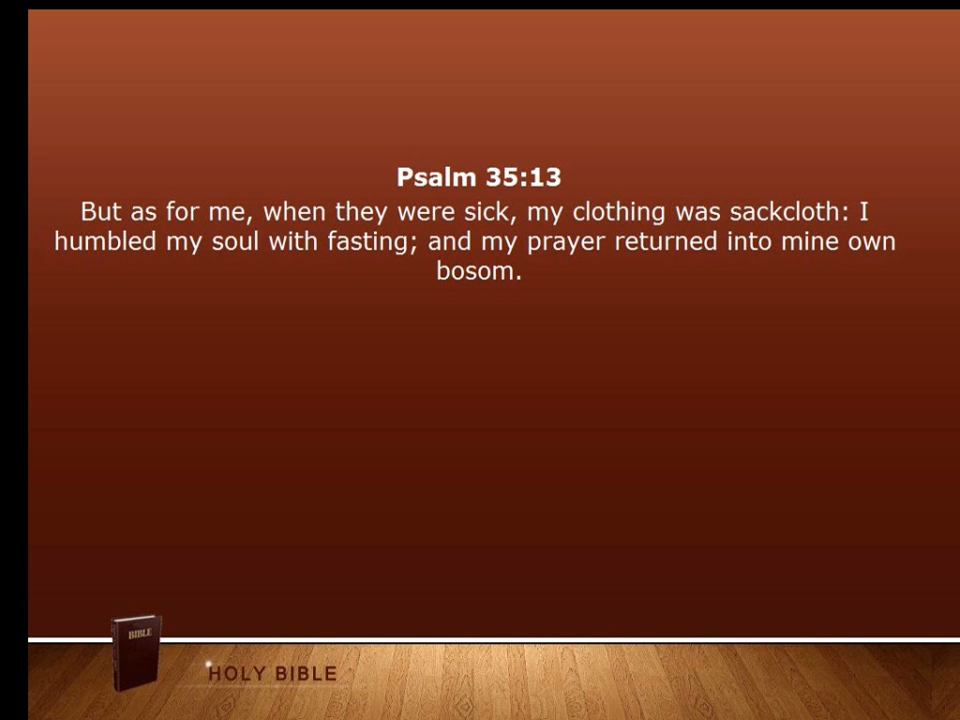 Psalm 35:13
But as for me, when they were sick, my clothing was sackcloth: I
humbled my soul with fasting; and my prayer returned into mine own
bosom.
BIBLE
HOLY BIBLE